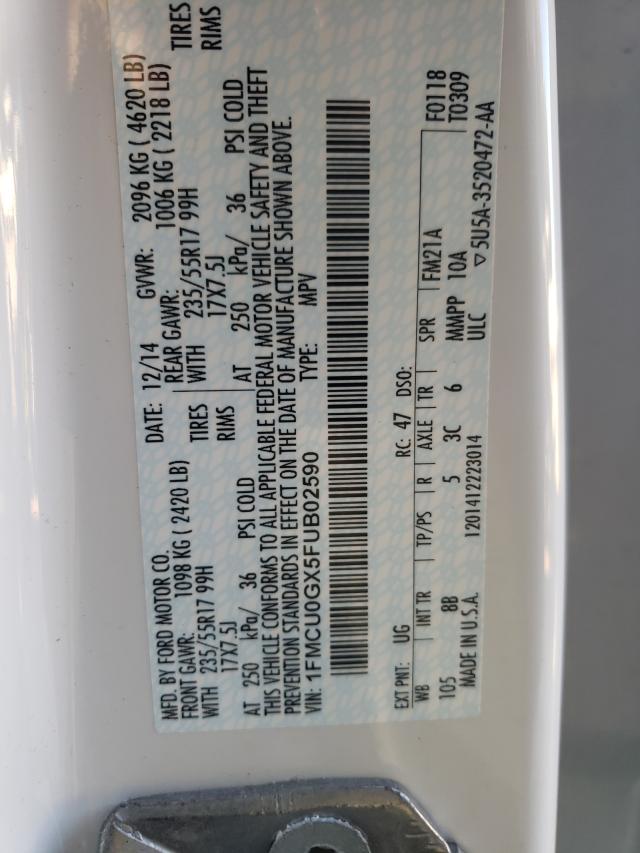 MFD. BY FORD MOTOR CO.
DATE: 12/14 GVWR: 2096 KG ( 4620 LB)
FRONT GAWR: 1098 KG ( 2420 LB) REAR GAWR: 1006 KG ( 2218 LB)
WITH 235/55R17 99H TIRES WITH 235/55R17 99H TIRES
17X7.5J RIMS 17X7.5J RIMS
AT 250 kPa/ 36 PSI COLD AT 250 kPa/ 36 PSI COLD
THIS VEHICLE CONFORMS TO ALL APPLICABLE FEDERAL MOTOR VEHICLE SAFETY AND THEFT
PREVENTION STANDARDS IN EFFECT ON THE DATE OF MANUFACTURE SHOWN ABOVE.
VIN: 1FMCU0GX5FUB02590 TYPE: MPV
EXT PNT: UG RC: 47 DSO:
WB INT TR TP/PS R AXLE TR SPR FM21A F0118
105 8B 5 3C 6 MMPP 10A T0309
MADE IN U.S.A. 1201412223014 ULC ▽5U5A-3520472-AA